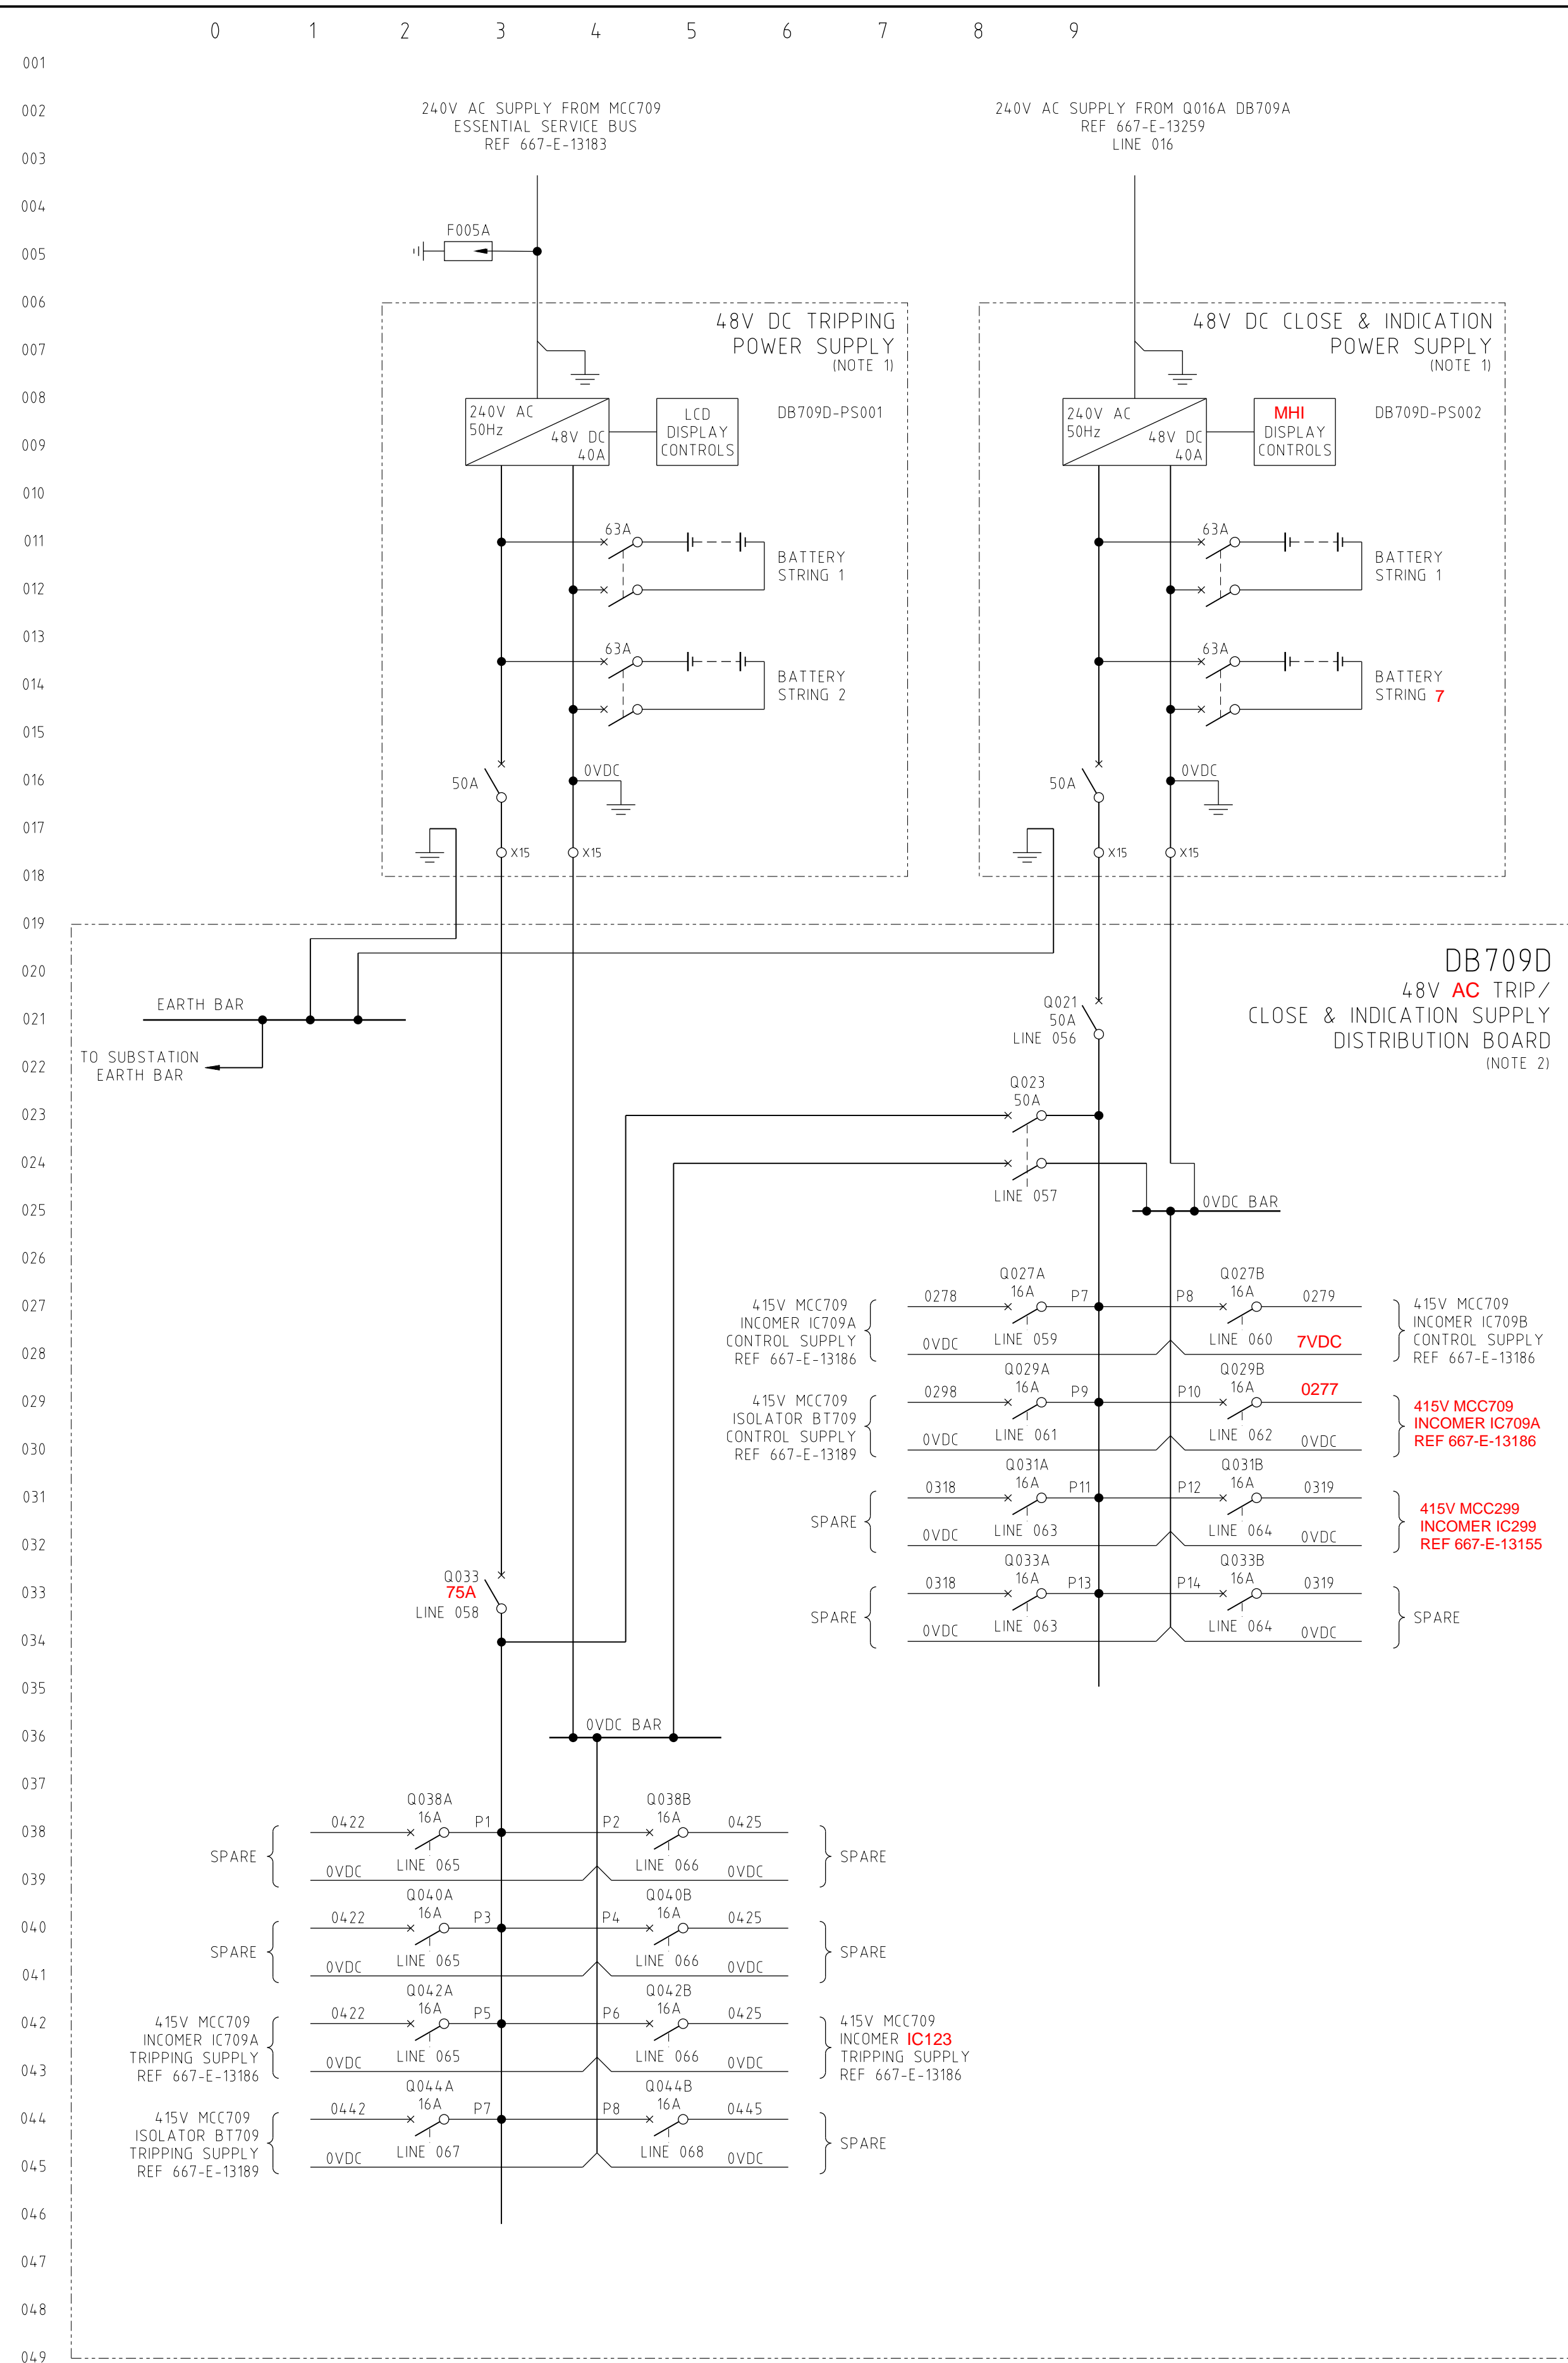 0 1 2 3 4 5 6 7 8 9
001
002
003
004
005
006
007
008
009
010
011
012
013
014
015
016
017
018
019
020
021
022
023
024
025
026
027
028
029
030
031
032
033
034
035
036
037
038
039
040
041
042
043
044
045
046
047
048
049
240V AC SUPPLY FROM MCC709
ESSENTIAL SERVICE BUS
REF 667-E-13183
240V AC SUPPLY FROM Q016A DB709A
REF 667-E-13259
LINE 016
F005A
48V DC TRIPPING
POWER SUPPLY
(NOTE 1)
240V AC
50Hz
48V DC
40A
LCD
DISPLAY
CONTROLS
DB709D-PS001
63A
BATTERY
STRING 1
63A
BATTERY
STRING 2
50A
0VDC
X15
X15
48V DC CLOSE & INDICATION
POWER SUPPLY
(NOTE 1)
240V AC
50Hz
48V DC
40A
MHI
DISPLAY
CONTROLS
DB709D-PS002
63A
BATTERY
STRING 1
63A
BATTERY
STRING 7
50A
0VDC
X15
X15
DB709D
48V AC TRIP/
CLOSE & INDICATION SUPPLY
DISTRIBUTION BOARD
(NOTE 2)
EARTH BAR
TO SUBSTATION
EARTH BAR
Q021
50A
LINE 056
Q023
50A
LINE 057
0VDC BAR
415V MCC709
INCOMER IC709A
CONTROL SUPPLY
REF 667-E-13186
0278
0VDC
Q027A
16A
LINE 059
P7
P8
Q027B
16A
LINE 060
0279
7VDC
415V MCC709
INCOMER IC709B
CONTROL SUPPLY
REF 667-E-13186
415V MCC709
ISOLATOR BT709
CONTROL SUPPLY
REF 667-E-13189
0298
0VDC
Q029A
16A
LINE 061
P9
P10
Q029B
16A
LINE 062
0277
0VDC
415V MCC709
INCOMER IC709A
REF 667-E-13186
SPARE
0318
0VDC
Q031A
16A
LINE 063
P11
P12
Q031B
16A
LINE 064
0319
0VDC
415V MCC299
INCOMER IC299
REF 667-E-13155
SPARE
0318
0VDC
Q033A
16A
LINE 063
P13
P14
Q033B
16A
LINE 064
0319
0VDC
SPARE
Q033
75A
LINE 058
0VDC BAR
SPARE
0422
0VDC
Q038A
16A
LINE 065
P1
P2
Q038B
16A
LINE 066
0425
0VDC
SPARE
SPARE
0422
0VDC
Q040A
16A
LINE 065
P3
P4
Q040B
16A
LINE 066
0425
0VDC
SPARE
415V MCC709
INCOMER IC709A
TRIPPING SUPPLY
REF 667-E-13186
0422
0VDC
Q042A
16A
LINE 065
P5
P6
Q042B
16A
LINE 066
0425
0VDC
415V MCC709
INCOMER IC123
TRIPPING SUPPLY
REF 667-E-13186
415V MCC709
ISOLATOR BT709
TRIPPING SUPPLY
REF 667-E-13189
0442
0VDC
Q044A
16A
LINE 067
P7
P8
Q044B
16A
LINE 068
0445
0VDC
SPARE